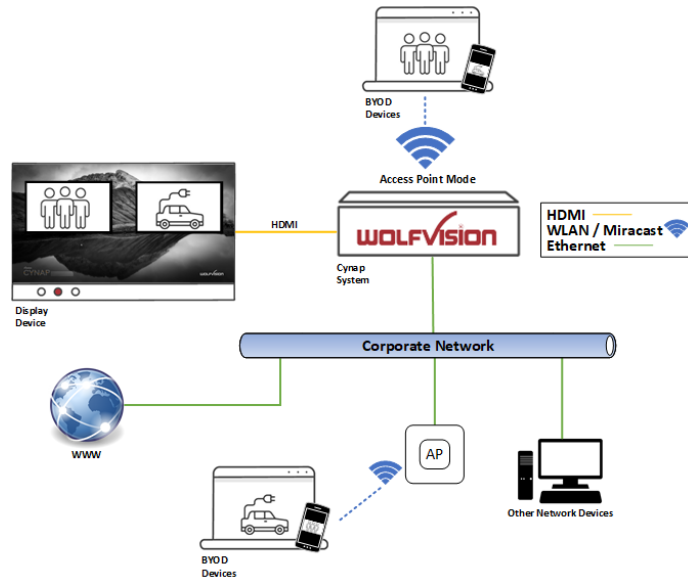 BYOD
Devices
Access Point Mode
HDMI
WOLFVISION
Cynap
System
HDMI
WLAN / Miracast
Ethernet
CYNAP
WOLFVISION
Display
Device
Corporate Network
WWW
AP
Other Network Devices
BYOD
Devices